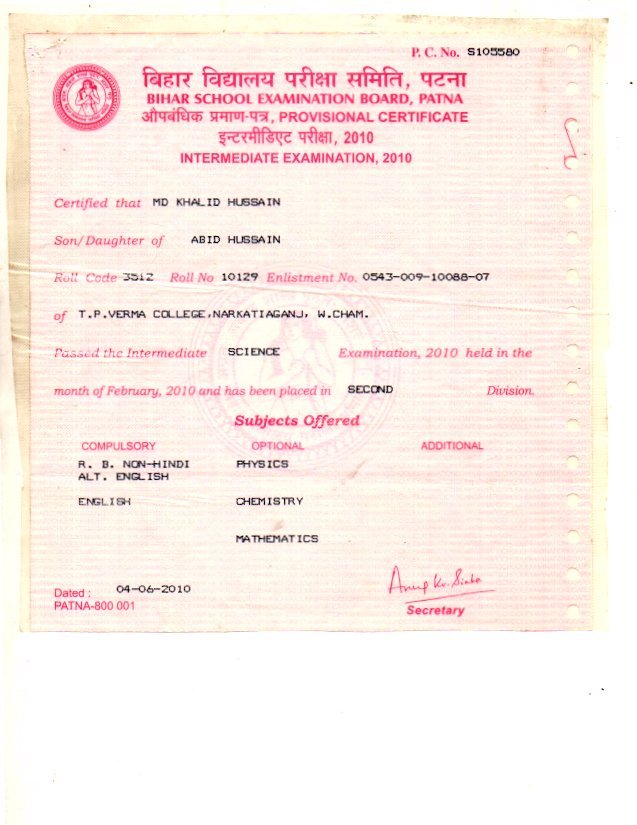 P. C. No. S105580
बिहार विद्यालय परीक्षा समिति, पटना
BIHAR SCHOOL EXAMINATION BOARD, PATNA
औपबंधिक प्रमाण-पत्र, PROVISIONAL CERTIFICATE
इन्टरमीडिएट परीक्षा, 2010
INTERMEDIATE EXAMINATION, 2010
Certified that MD KHALID HUSSAIN
Son/Daughter of ABID HUSSAIN
Roll Code 3512 Roll No 10129 Enlistment No. 0543-009-10088-07
of T.P.VERMA COLLEGE,NARKATIAGANJ, W.CHAM.
Passed the Intermediate SCIENCE Examination, 2010 held in the
month of February, 2010 and has been placed in SECOND Division.
Subjects Offered
COMPULSORY OPTIONAL ADDITIONAL
R. B. NON-HINDI PHYSICS
ALT. ENGLISH
ENGLISH CHEMISTRY
MATHEMATICS
Dated : 04-06-2010
PATNA-800 001
Anup Kr. Sinha
Secretary